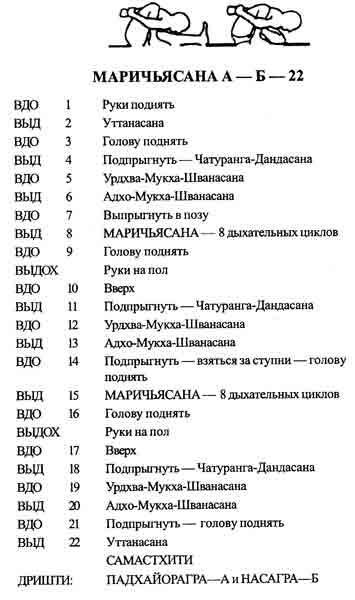 МАРИЧЬЯСАНА А — Б — 22
ВДО 1 Руки поднять
ВЫД 2 Уттанасана
ВДО 3 Голову поднять
ВЫД 4 Подпрыгнуть — Чатуранга-Дандасана
ВДО 5 Урдхва-Мукха-Шванасана
ВЫД 6 Адхо-Мукха-Шванасана
ВДО 7 Выпрыгнуть в позу
ВЫД 8 МАРИЧЬЯСАНА — 8 дыхательных циклов
ВДО 9 Голову поднять
ВЫДОХ Руки на пол
ВДО 10 Вверх
ВЫД 11 Подпрыгнуть — Чатуранга-Дандасана
ВДО 12 Урдхва-Мукха-Шванасана
ВЫД 13 Адхо-Мукха-Шванасана
ВДО 14 Подпрыгнуть — взяться за ступни — голову
поднять
ВЫД 15 МАРИЧЬЯСАНА — 8 дыхательных циклов
ВДО 16 Голову поднять
ВЫДОХ Руки на пол
ВДО 17 Вверх
ВЫД 18 Подпрыгнуть — Чатуранга-Дандасана
ВДО 19 Урдхва-Мукха-Шванасана
ВЫД 20 Адхо-Мукха-Шванасана
ВДО 21 Подпрыгнуть — голову поднять
ВЫД 22 Уттанасана
САМАСТХИТИ
ДРИШТИ: ПАДХАЙОРАГРА—А и НАСАГРА—Б